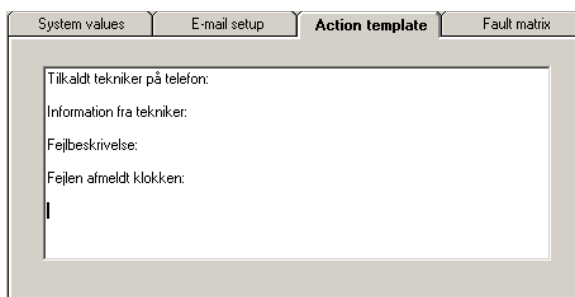 System values E-mail setup Action template Fault matrix
Tilkaldt tekniker på telefon:
Information fra tekniker:
Fejlbeskrivelse:
Fejlen afmeldt klokken: